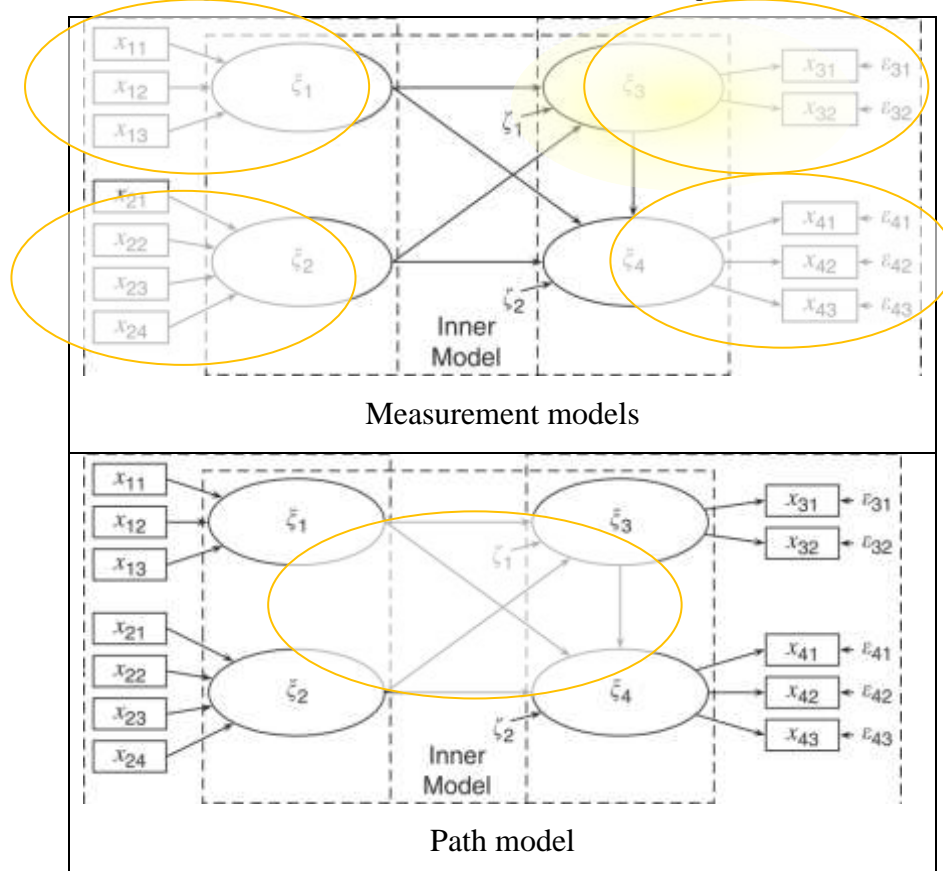 x11
x12
x13
ξ1
ξ3
x31
ε31
x32
ε32
ζ1
x21
x22
x23
x24
ξ2
ξ4
x41
ε41
x42
ε42
x43
ε43
ζ2
Inner
Model
Measurement models
x11
x12
x13
ξ1
ξ3
x31
ε31
x32
ε32
ζ1
x21
x22
x23
x24
ξ2
ξ4
x41
ε41
x42
ε42
x43
ε43
ζ2
Inner
Model
Path model